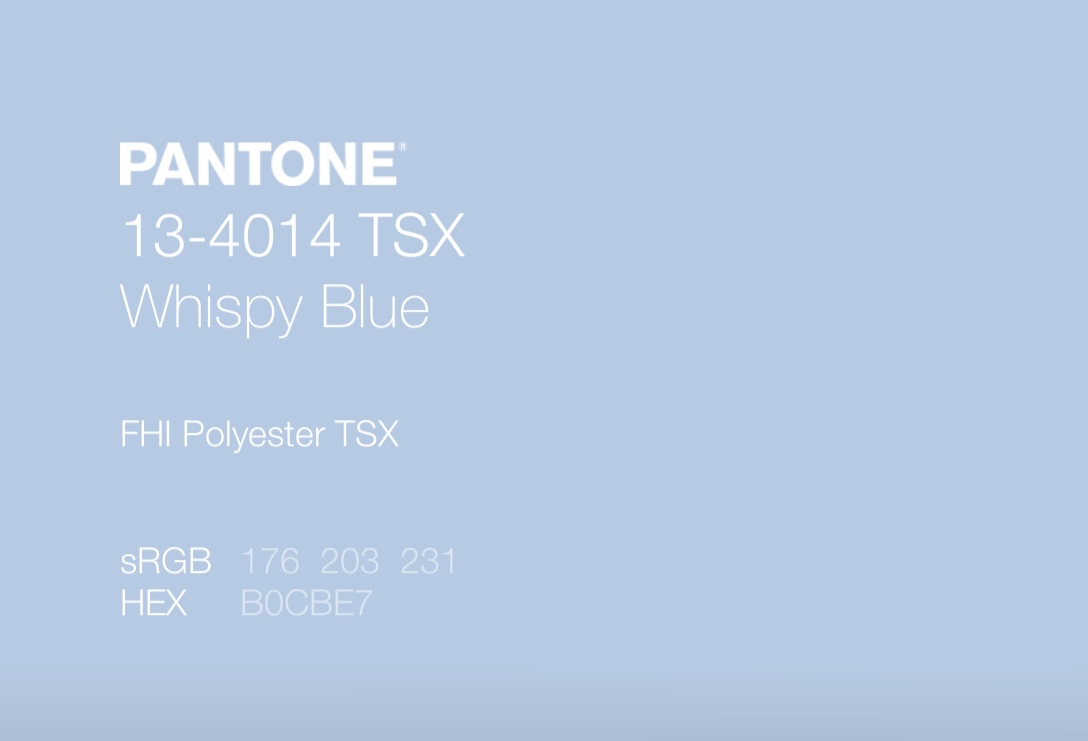 PANTONE®
13-4014 TSX
Whispy Blue
FHI Polyester TSX
sRGB 176 203 231
HEX B0CBE7